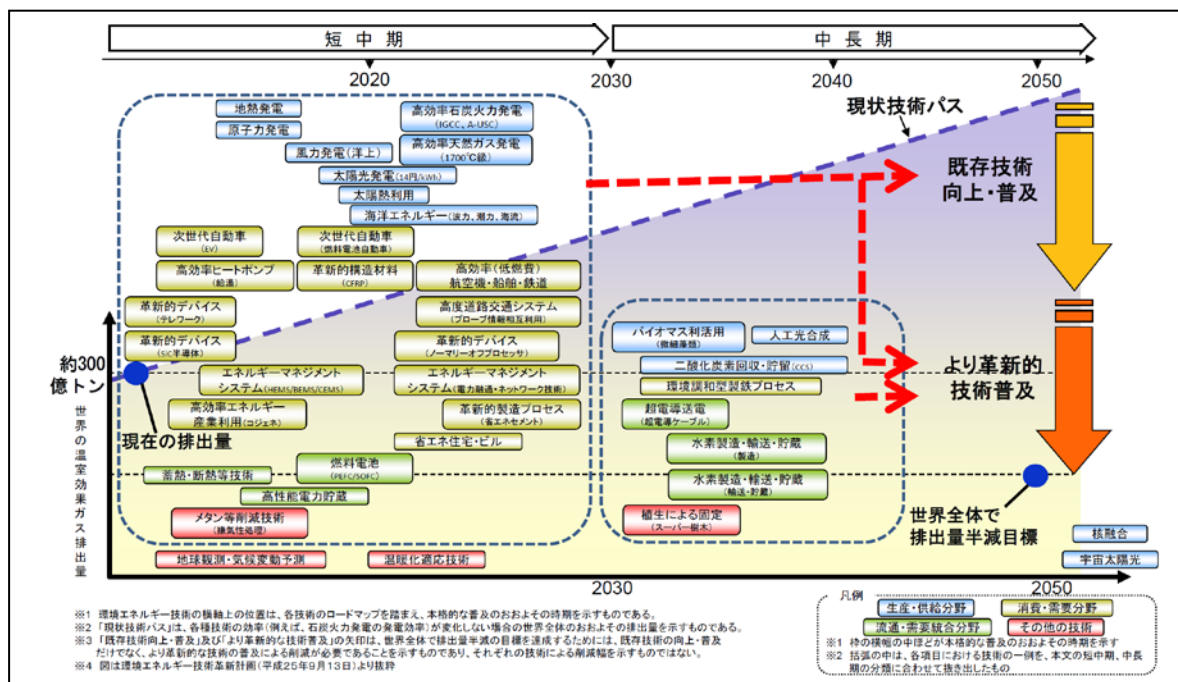 短中期
中長期
2020
2030
2040
2050
地熱発電
原子力発電
風力発電(洋上)
太陽光発電(14円/kWh)
太陽熱利用
海洋エネルギー(波力、潮力、海流)
高効率石炭火力発電
(IGCC、A-USC)
高効率天然ガス発電
(1700℃級)
現状技術パス
既存技術
向上・普及
次世代自動車
(EV)
次世代自動車
(燃料電池自動車)
高効率ヒートポンプ
(給湯)
革新的構造材料
(CFRP)
高効率(低燃費)
航空機・船舶・鉄道
革新的デバイス
(テレワーク)
高度道路交通システム
(プローブ情報相互利用)
革新的デバイス
(SiC半導体)
革新的デバイス
(ノーマリーオフプロセッサ)
エネルギーマネジメント
システム(HEMS/BEMS/CEMS)
エネルギーマネジメント
システム(電力融通・ネットワーク技術)
高効率エネルギー
産業利用(コジェネ)
革新的製造プロセス
(省エネセメント)
省エネ住宅・ビル
蓄熱・断熱等技術
燃料電池
(PEFC/SOFC)
高性能電力貯蔵
メタン等削減技術
(嫌気性処理)
地球観測・気候変動予測
温暖化適応技術
バイオマス利活用
(微細藻類)
人工光合成
二酸化炭素回収・貯留(CCS)
環境調和型製鉄プロセス
超電導送電
(超電導ケーブル)
水素製造・輸送・貯蔵
(製造)
水素製造・輸送・貯蔵
(輸送・貯蔵)
植生による固定
(スーパー樹木)
より革新的
技術普及
約300
億トン
世界の温室効果ガス排出量
現在の排出量
世界全体で
排出量半減目標
核融合
宇宙太陽光
2030
2050
※1 環境エネルギー技術の横軸上の位置は、各技術のロードマップを踏まえ、本格的な普及のおおよその時期を示すものである。
※2 「現状技術パス」は、各種技術の効率(例えば、石炭火力発電の発電効率)が変化しない場合の世界全体のおおよその排出量を示すものである。
※3 「既存技術向上・普及」及び「より革新的な技術普及」の矢印は、世界全体で排出量半減の目標を達成するためには、既存技術の向上・普及
だけでなく、より革新的な技術の普及による削減が必要であることを示すものであり、それぞれの技術による削減幅を示すものではない。
※4 図は環境エネルギー技術革新計画(平成25年9月13日)より抜粋
凡例
生産・供給分野
消費・需要分野
流通・需要統合分野
その他の技術
※1 枠の横幅の中ほどが本格的な普及のおおよその時期を示す
※2 括弧の中は、各項目における技術の一例を、本文の短中期、中長
期の分類に合わせて抜き出したもの